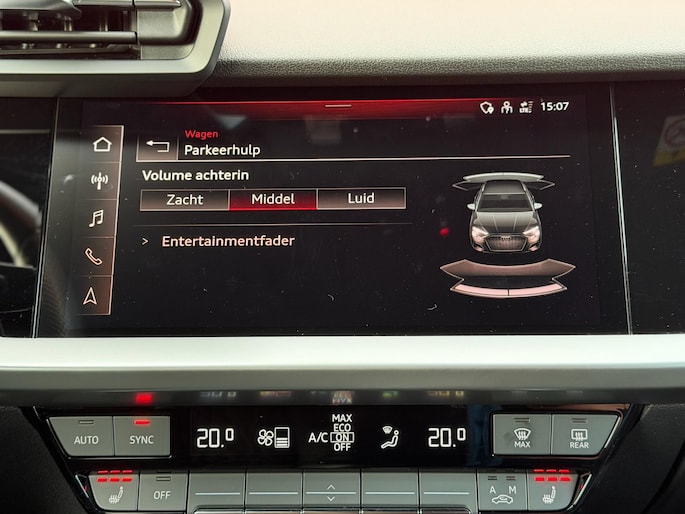 LTE 15:07
Wagen
Parkeerhulp
Volume achterin
Zacht Middel Luid
> Entertainmentfader
AUTO SYNC 20.0 A/C MAX ECO ON OFF 20.0 MAX REAR
OFF A M